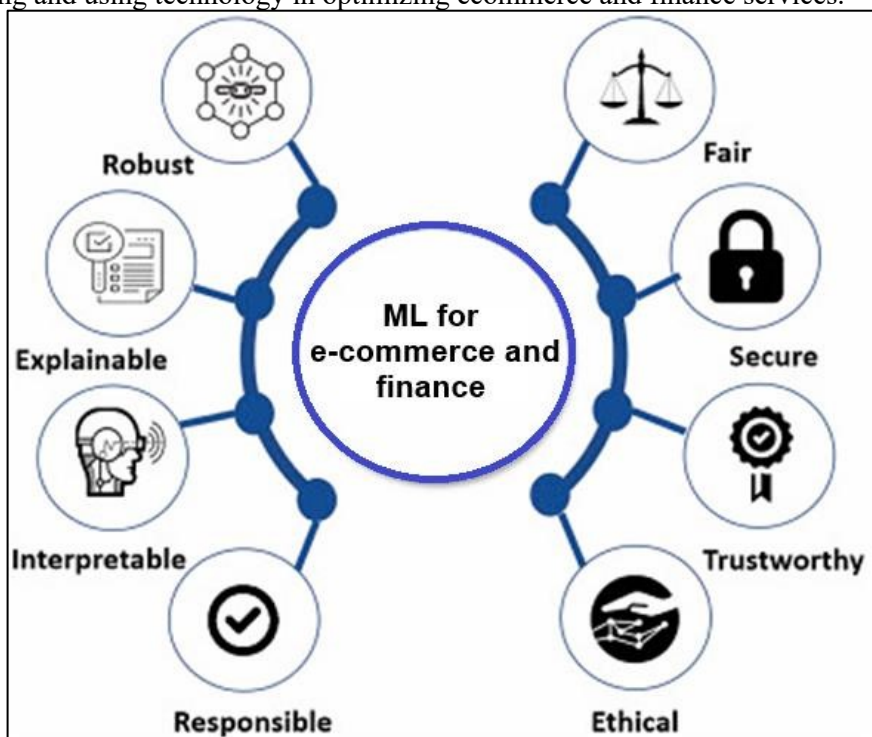 ng and using technology in optimizing ecommerce and finance services.
Robust
Fair
Explainable
ML for
e-commerce and
finance
Secure
Interpretable
Trustworthy
Responsible
Ethical